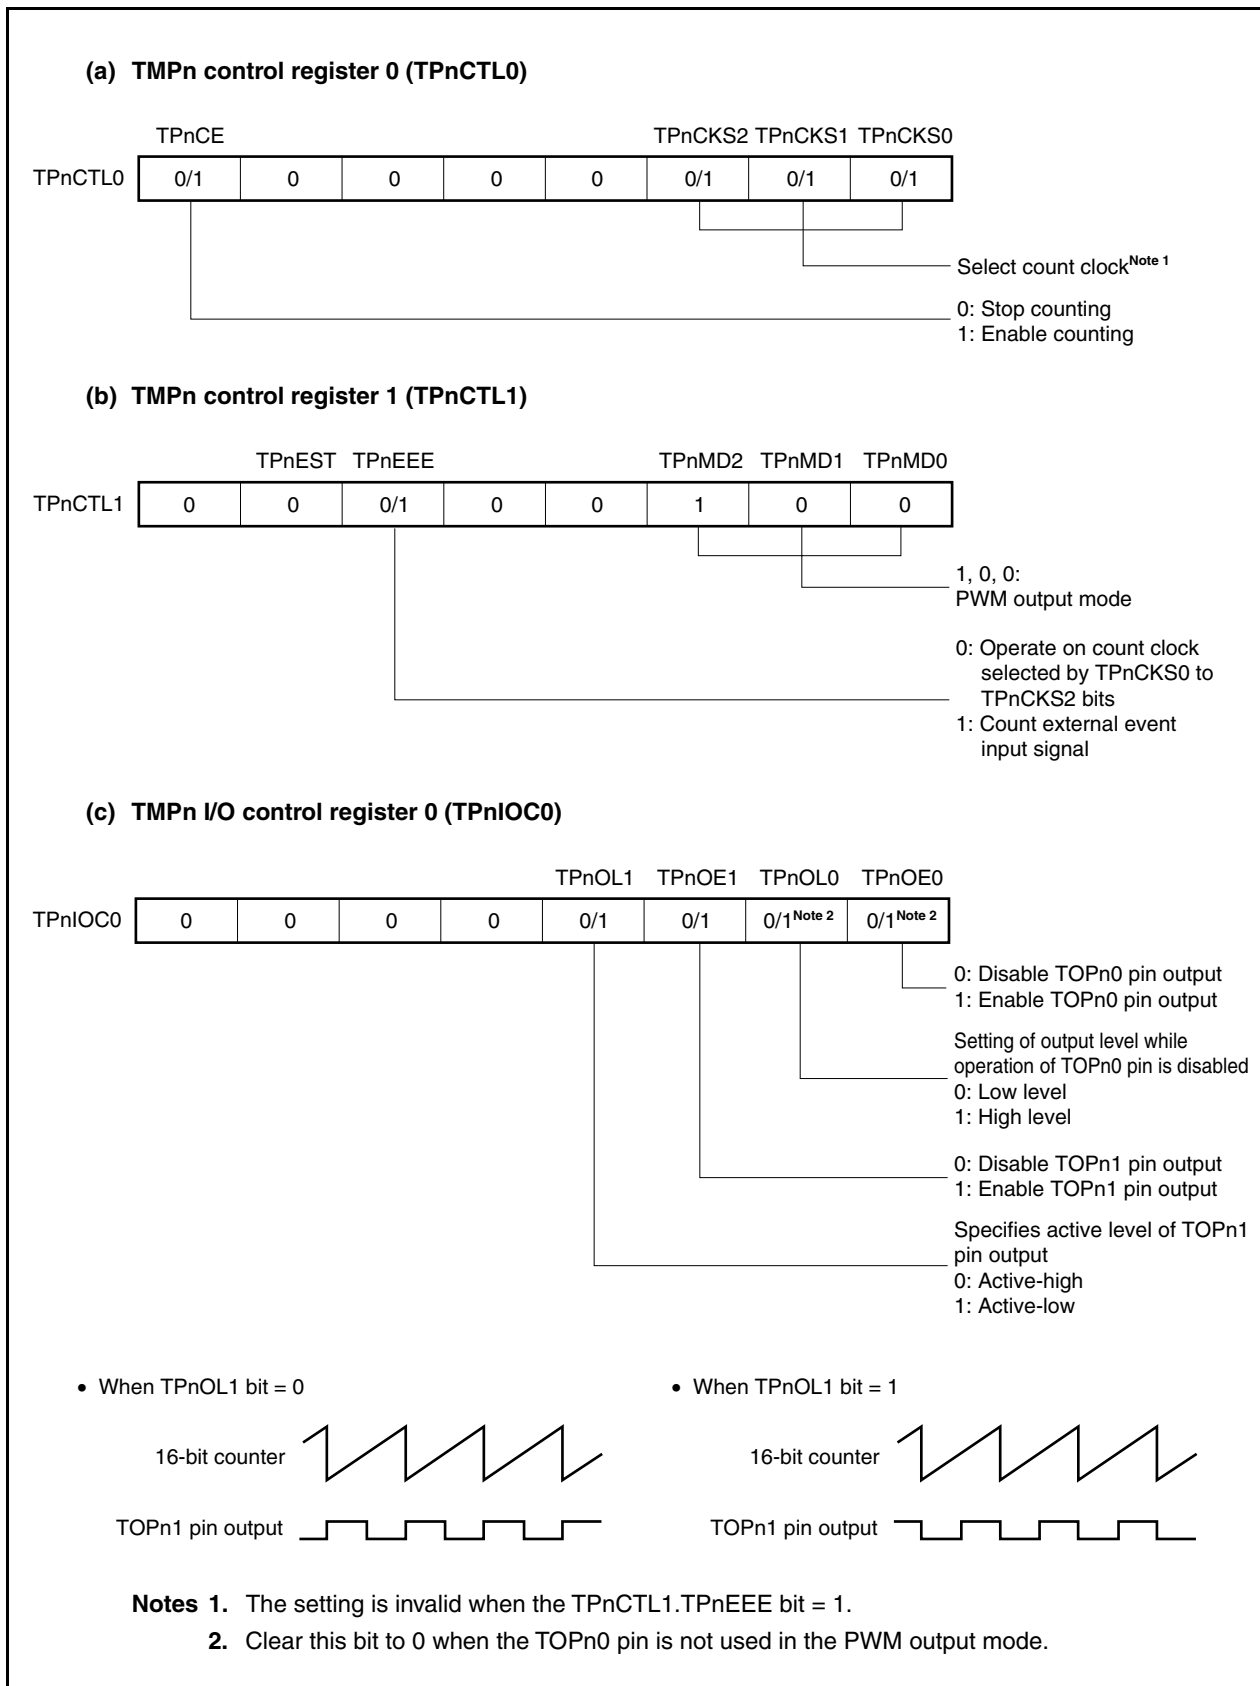 (a) TMPn control register 0 (TPnCTL0)
TPnCE TPnCKS2 TPnCKS1 TPnCKS0
TPnCTL0 0/1 0 0 0 0 0/1 0/1 0/1
Select count clock Note 1
0: Stop counting
1: Enable counting
(b) TMPn control register 1 (TPnCTL1)
TPnEST TPnEEE TPnMD2 TPnMD1 TPnMD0
TPnCTL1 0 0 0/1 0 0 1 0 0
1, 0, 0:
PWM output mode
0: Operate on count clock
selected by TPnCKS0 to
TPnCKS2 bits
1: Count external event
input signal
(c) TMPn I/O control register 0 (TPnIOC0)
TPnOL1 TPnOE1 TPnOL0 TPnOE0
TPnIOC0 0 0 0 0 0/1 0/1 0/1 Note 2 0/1 Note 2
0: Disable TOPn0 pin output
1: Enable TOPn0 pin output
Setting of output level while
operation of TOPn0 pin is disabled
0: Low level
1: High level
0: Disable TOPn1 pin output
1: Enable TOPn1 pin output
Specifies active level of TOPn1
pin output
0: Active-high
1: Active-low
• When TPnOL1 bit = 0
16-bit counter
TOPn1 pin output
• When TPnOL1 bit = 1
16-bit counter
TOPn1 pin output
Notes 1. The setting is invalid when the TPnCTL1.TPnEEE bit = 1.
2. Clear this bit to 0 when the TOPn0 pin is not used in the PWM output mode.